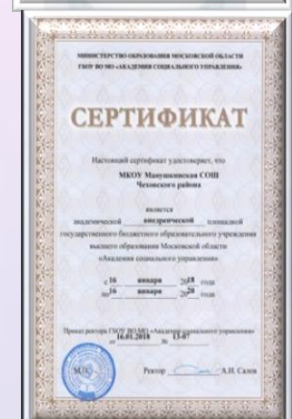 МИНИСТЕРСТВО ОБРАЗОВАНИЯ МОСКОВСКОЙ ОБЛАСТИ
ГБОУ ВО МО «АКАДЕМИЯ СОЦИАЛЬНОГО УПРАВЛЕНИЯ»
СЕРТИФИКАТ
Настоящий сертификат удостоверяет, что
МКОУ Манушкинская СОШ
Чеховского района
является
академической внедренческой площадкой
государственного бюджетного образовательного учреждения
высшего образования Московской области
«Академия социального управления»
с 16 января 2018 года
по 16 января 2020 года
Приказ ректора ГБОУ ВО МО «Академия социального управления»
от 16.01.2018 № 13-07
М.П. Ректор А.И. Салов